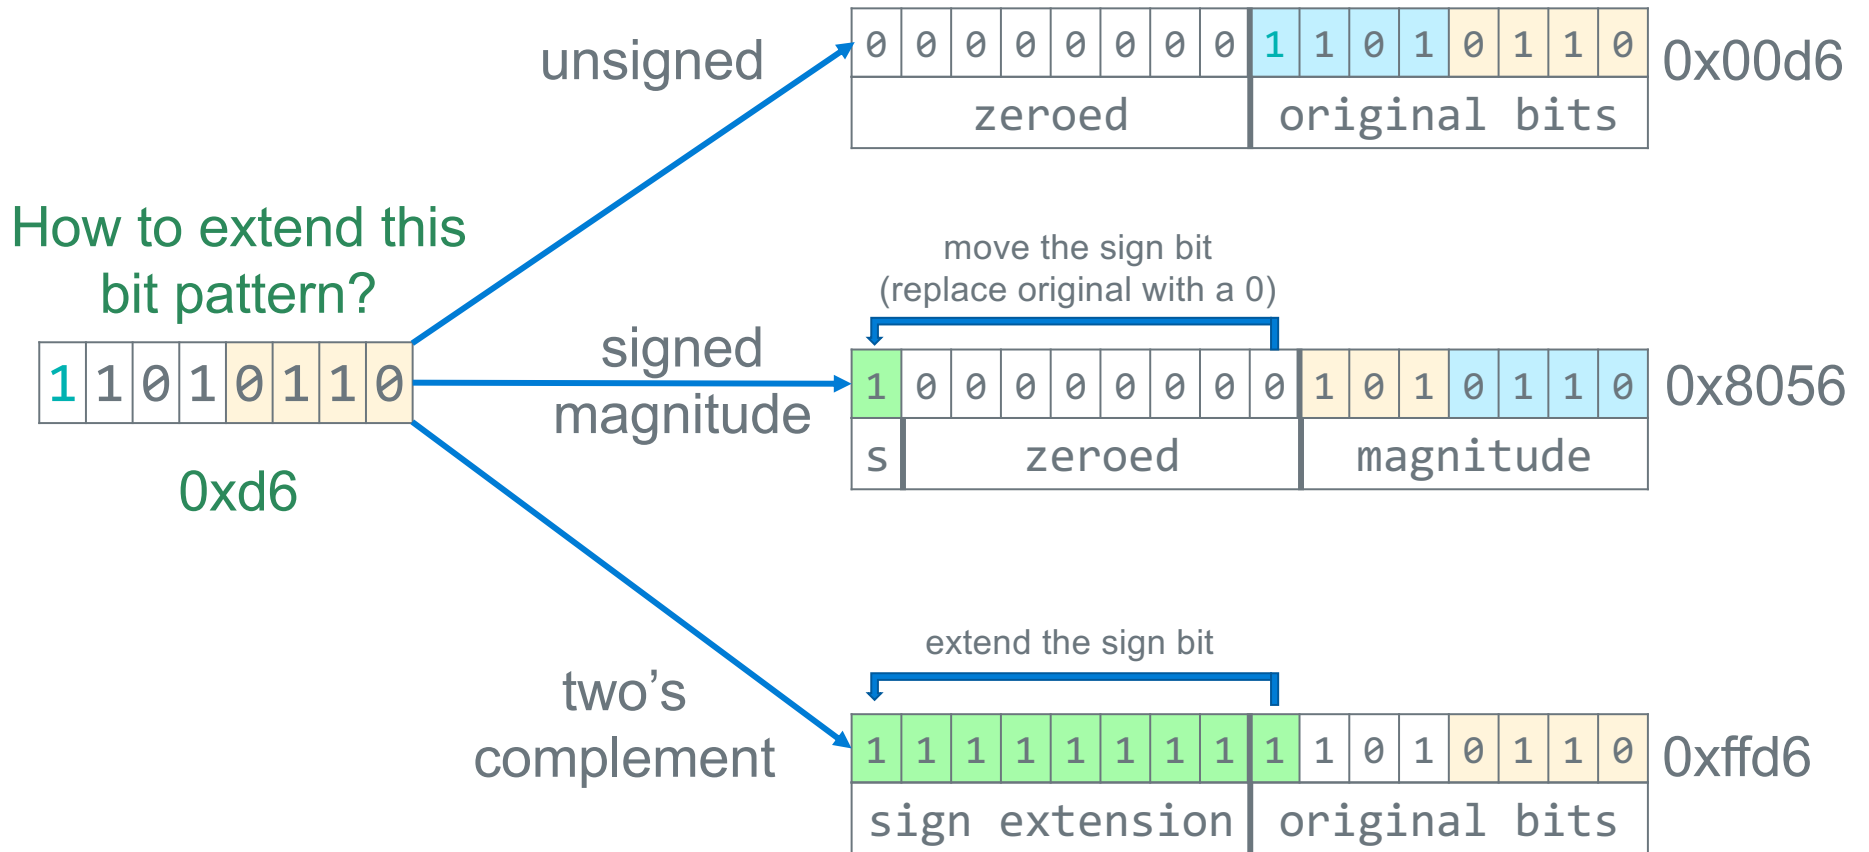 How to extend this
bit pattern?
1 1 0 1 0 1 1 0
0xd6
unsigned
0 0 0 0 0 0 0 0 1 1 0 1 0 1 1 0
0x00d6
zeroed
original bits
signed
magnitude
move the sign bit
(replace original with a 0)
1 0 0 0 0 0 0 0 0 1 0 1 0 1 1 0
0x8056
s
zeroed
magnitude
two’s
complement
extend the sign bit
1 1 1 1 1 1 1 1 1 1 0 1 0 1 1 0
0xffd6
sign extension
original bits